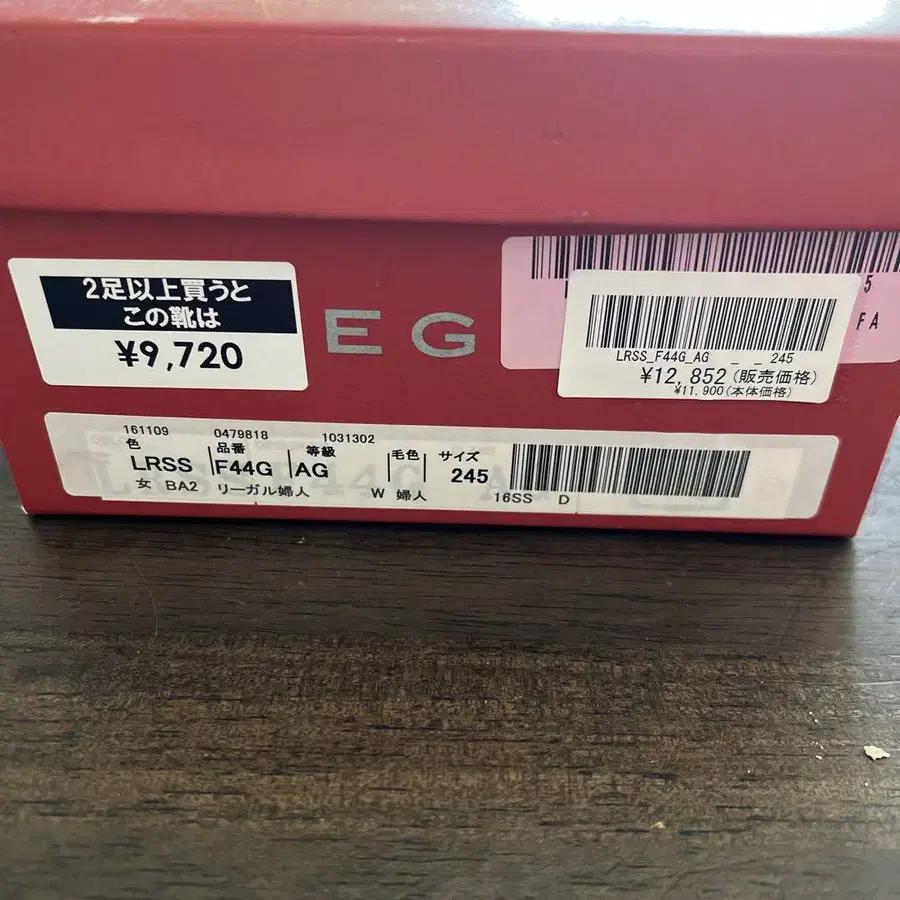 2足以上買うと
この靴は
¥9,720
EG
5
FA
LRSS_F44G_AG _ _ 245
¥12,852(販売価格)
¥11,900(本体価格)
161109 0479818 1031302
色 品番 等級 毛色 サイズ
LRSS F44G AG 245
女 BA2 リーガル婦人 W 婦人 16SS D